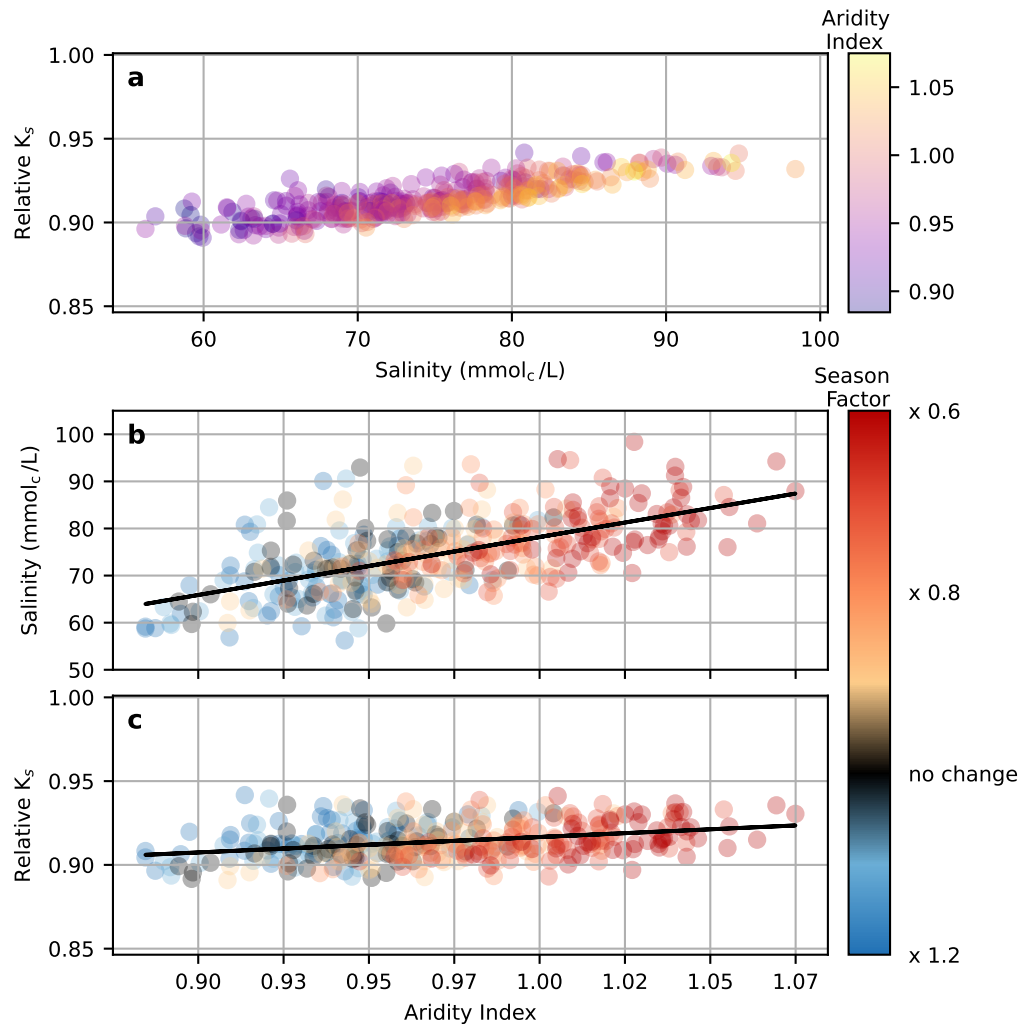 Aridity
Index
a
1.00
0.95
0.90
0.85
Relative Kₛ
60 70 80 90 100
Salinity (mmol꜀/L)
1.05
1.00
0.95
0.90
Season
Factor
b
100
90
80
70
60
50
Salinity (mmol꜀/L)
x 0.6
x 0.8
no change
x 1.2
c
1.00
0.95
0.90
0.85
Relative Kₛ
0.90 0.93 0.95 0.97 1.00 1.02 1.05 1.07
Aridity Index